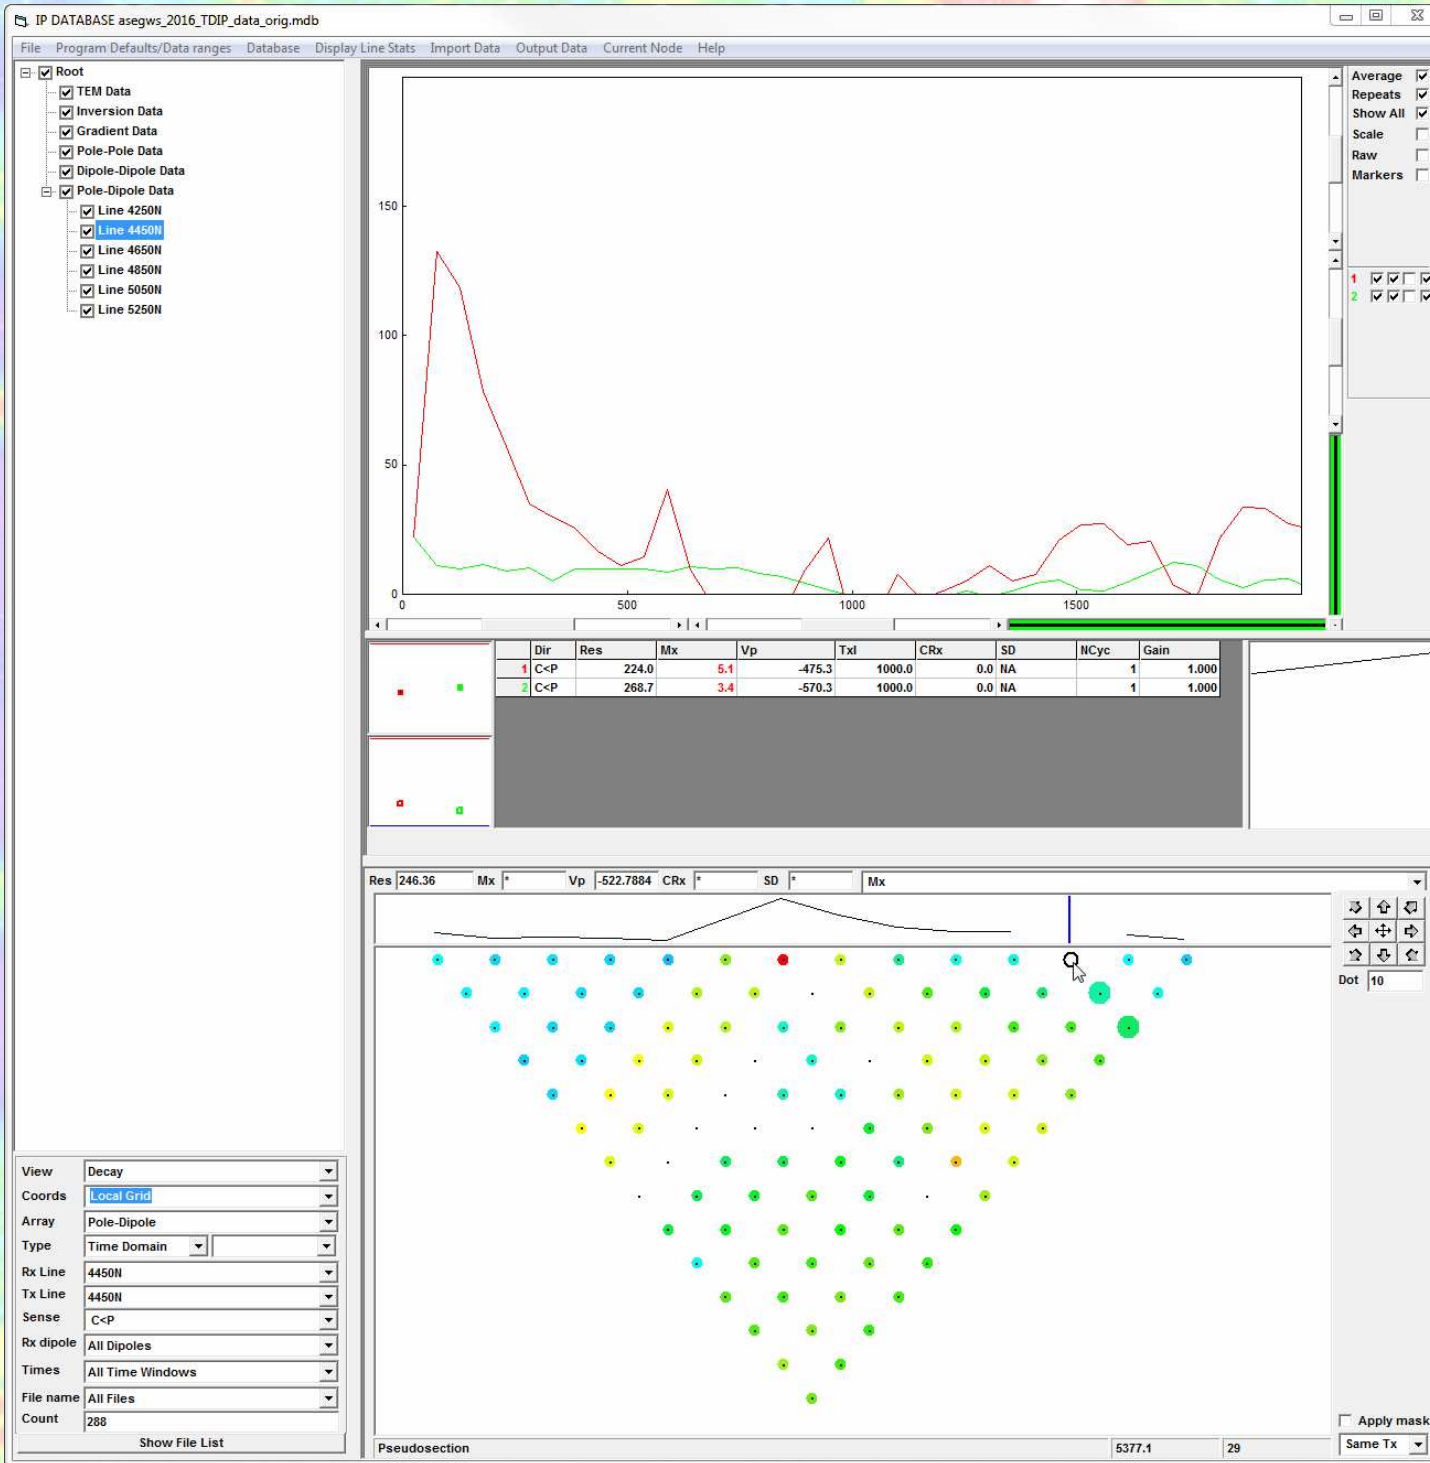 IP DATABASE asegws_2016_TDIP_data_orig.mdb
File Program Defaults/Data ranges Database Display Line Stats Import Data Output Data Current Node Help
Root
TEM Data
Inversion Data
Gradient Data
Pole-Pole Data
Dipole-Dipole Data
Pole-Dipole Data
Line 4250N
Line 4450N
Line 4650N
Line 4850N
Line 5050N
Line 5250N
150
100
50
0
0 500 1000 1500
Average
Repeats
Show All
Scale
Raw
Markers
1
2
Dir Res Mx Vp TxI CRx SD NCyc Gain
1 C<P 224.0 5.1 -475.3 1000.0 0.0 NA 1 1.000
2 C<P 268.7 3.4 -570.3 1000.0 0.0 NA 1 1.000
Res 246.36 Mx * Vp -522.7884 CRx * SD * Mx
Dot 10
View Decay
Coords Local Grid
Array Pole-Dipole
Type Time Domain
Rx Line 4450N
Tx Line 4450N
Sense C<P
Rx dipole All Dipoles
Times All Time Windows
File name All Files
Count 288
Show File List
Apply mask
Same Tx
Pseudosection 5377.1 29